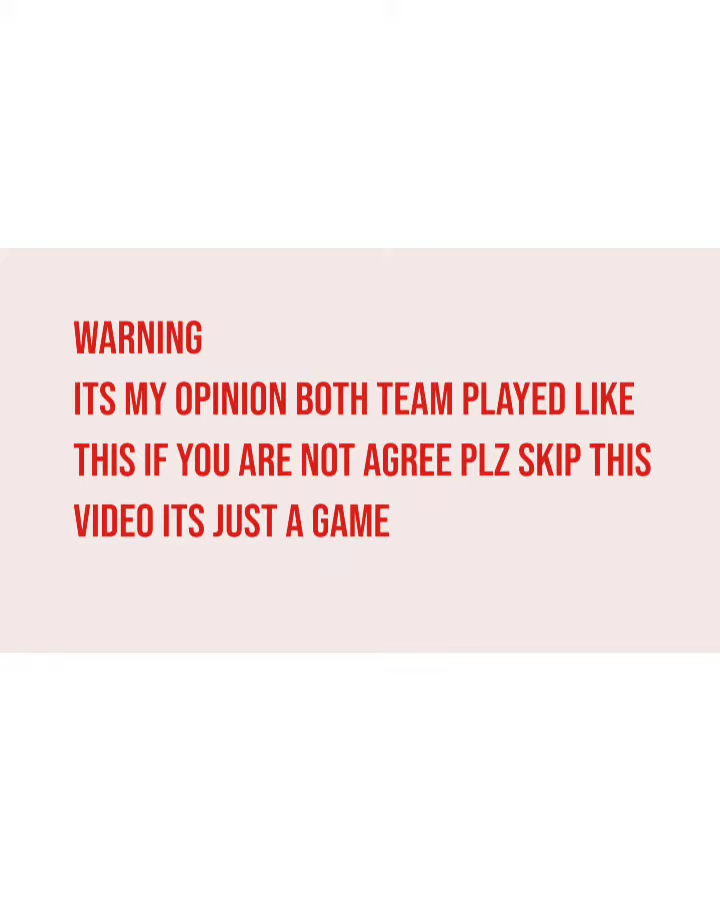 WARNING
ITS MY OPINION BOTH TEAM PLAYED LIKE
THIS IF YOU ARE NOT AGREE PLZ SKIP THIS
VIDEO ITS JUST A GAME